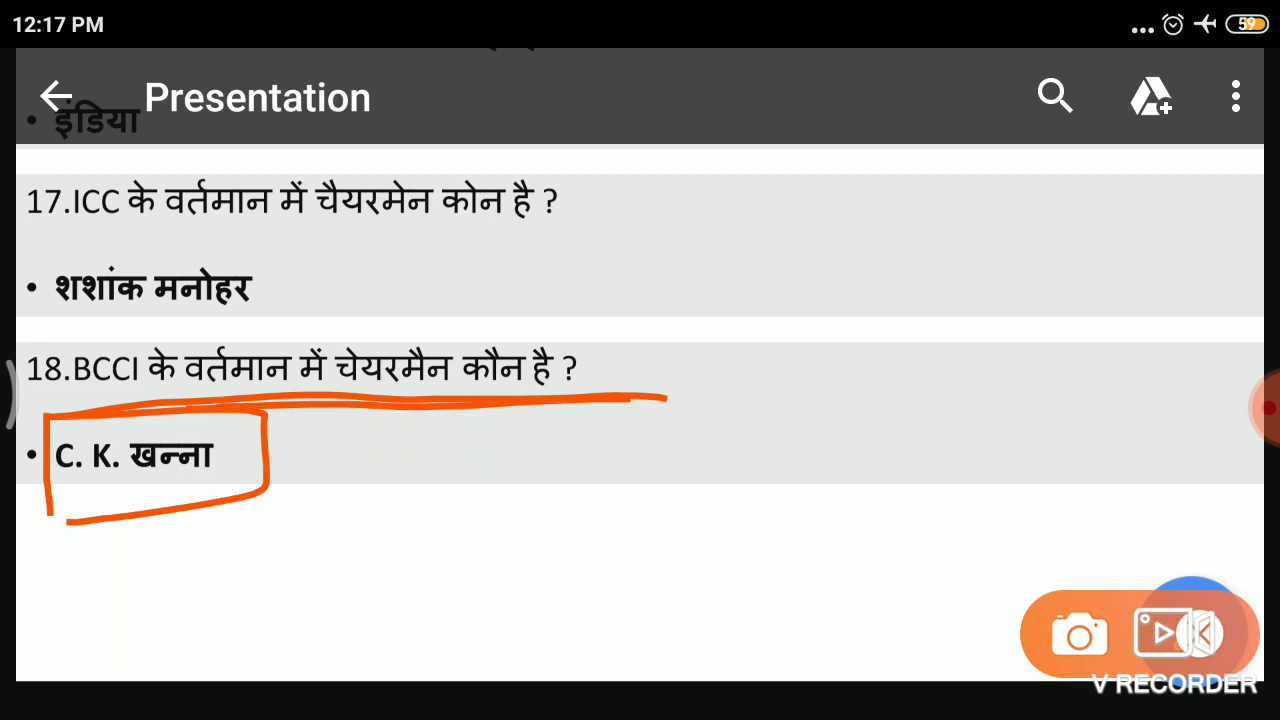 12:17 PM
59
Presentation
• इंडिया
17.ICC के वर्तमान में चैयरमेन कोन है ?
• शशांक मनोहर
18.BCCI के वर्तमान में चेयरमैन कौन है ?
• C. K. खन्ना
V RECORDER